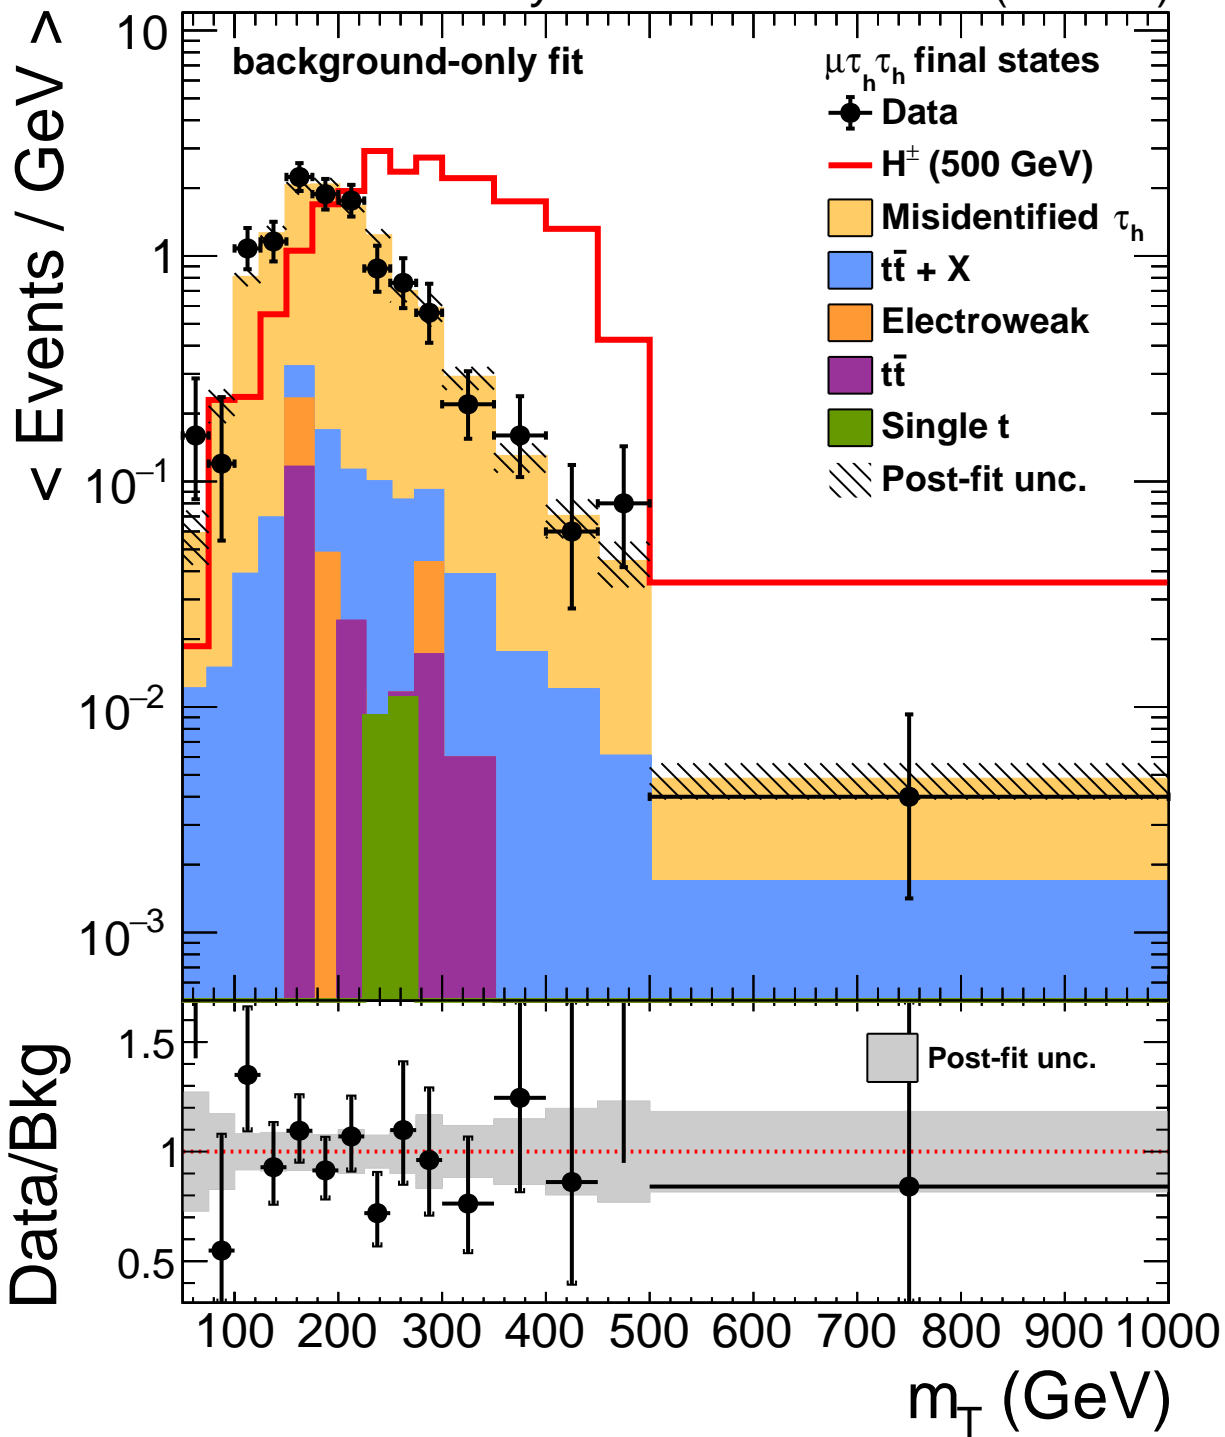 background-only fit
μτhτh final states
Data
H± (500 GeV)
Misidentified τh
tt̄ + X
Electroweak
tt̄
Single t
Post-fit unc.
< Events / GeV >
10
1
10−1
10−2
10−3
Data/Bkg
1.5
1
0.5
Post-fit unc.
100 200 300 400 500 600 700 800 900 1000
mT (GeV)